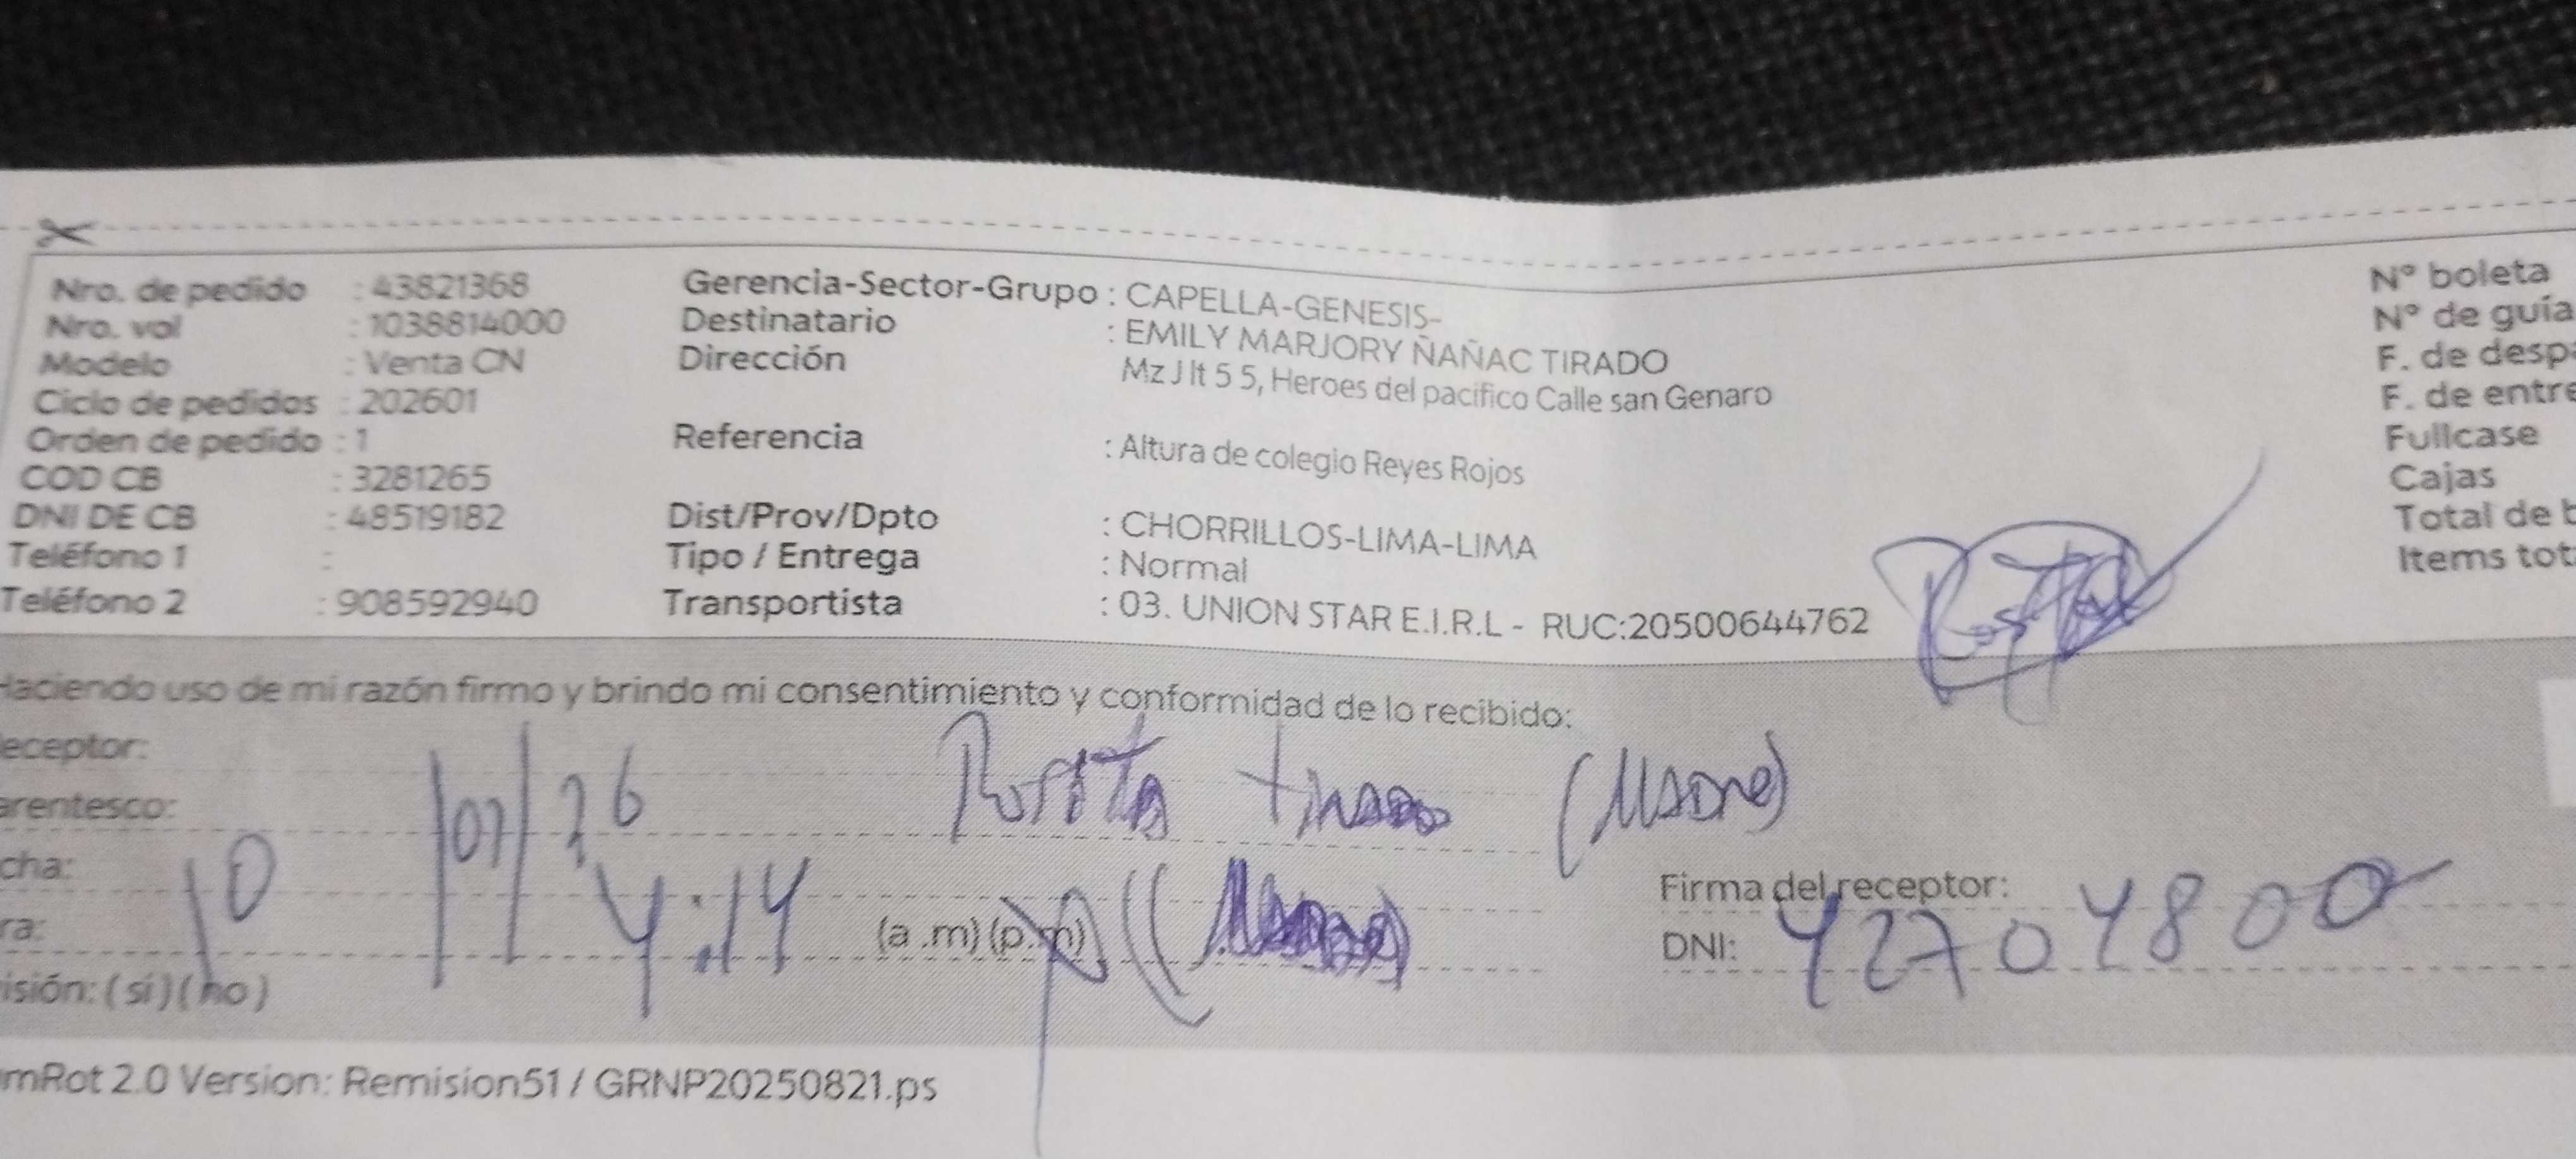 Nro. de pedido : 43821368 Gerencia-Sector-Grupo : CAPELLA-GENESIS- N° boleta
Nro. vol : 1038814000 Destinatario : EMILY MARJORY ÑAÑAC TIRADO N° de guía
Modelo : Venta CN Dirección Mz J lt 5 5, Heroes del pacifico Calle san Genaro F. de despa
Ciclo de pedidos : 202601 F. de entre
Orden de pedido : 1 Referencia : Altura de colegio Reyes Rojos Fullcase
COD CB : 3281265 Cajas
DNI DE CB : 48519182 Dist/Prov/Dpto : CHORRILLOS-LIMA-LIMA Total de b
Teléfono 1 : Tipo / Entrega : Normal Items tot
Teléfono 2 : 908592940 Transportista : 03. UNION STAR E.I.R.L - RUC:20500644762
Haciendo uso de mi razón firmo y brindo mi consentimiento y conformidad de lo recibido:
eceptor: Rosita (Madre)
arentesco:
cha: 10 26 Firma del receptor:
ra: 4:14 (a .m) (p.m) DNI: 42704800
isión: ( sí ) ( no )
mRot 2.0 Version: Remision51 / GRNP20250821.ps